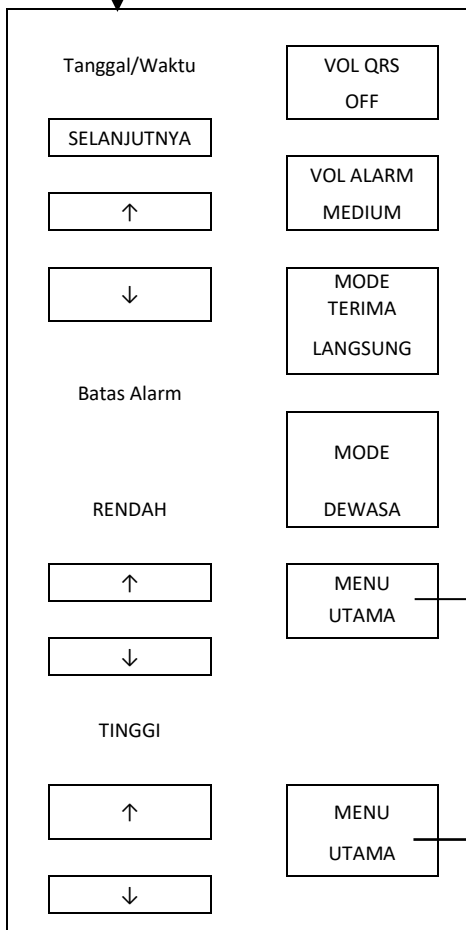 Tanggal/Waktu
SELANJUTNYA
↑
↓
Batas Alarm
RENDAH
↑
↓
TINGGI
↑
↓
VOL QRS
OFF
VOL ALARM
MEDIUM
MODE
TERIMA
LANGSUNG
MODE
DEWASA
MENU
UTAMA
MENU
UTAMA